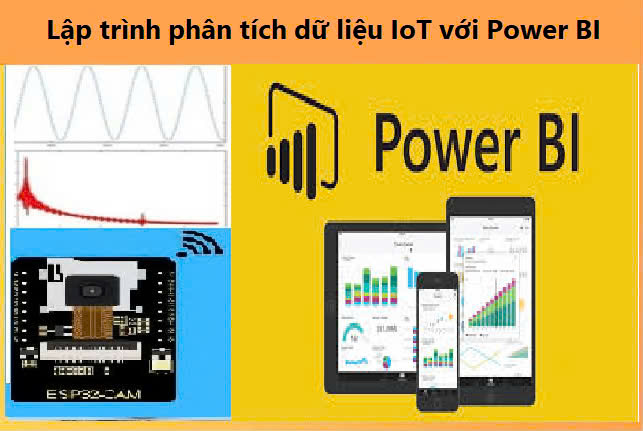 Lập trình phân tích dữ liệu IoT với Power BI
Power BI
ESP32-CAM